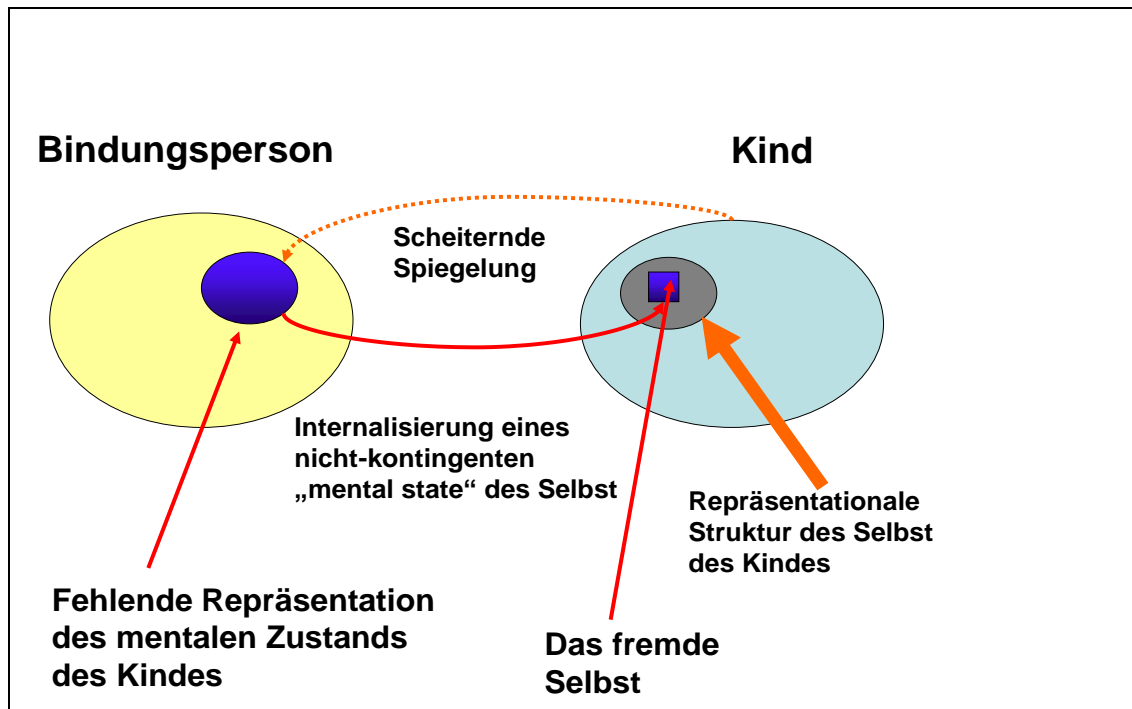 Bindungsperson
Kind
Scheiternde
Spiegelung
Internalisierung eines
nicht-kontingenten
„mental state“ des Selbst
Repräsentationale
Struktur des Selbst
des Kindes
Fehlende Repräsentation
des mentalen Zustands
des Kindes
Das fremde
Selbst